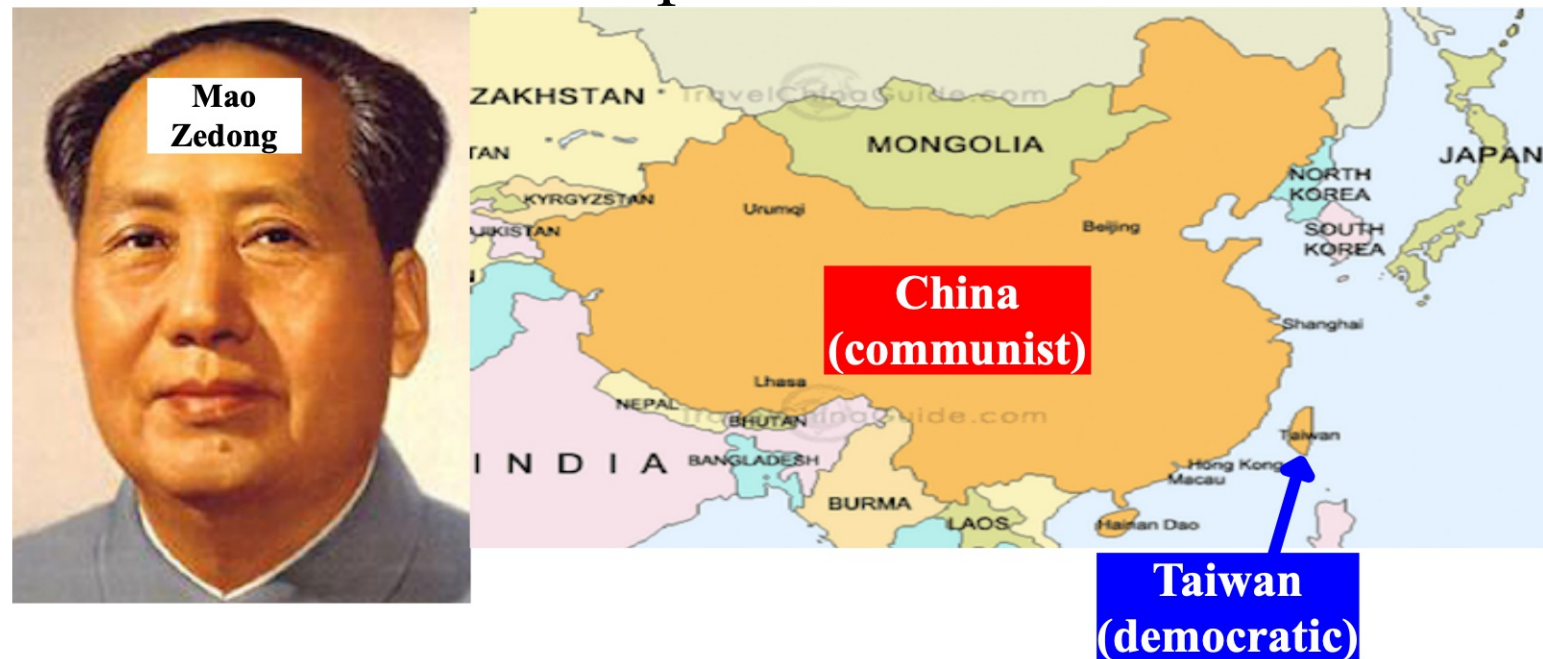 Mao
Zedong
ZAKHSTAN
TravelChinaGuide.com
MONGOLIA
JAPAN
TAN
NORTH
KOREA
KYRGYZSTAN
Urumqi
Beijing
JIKISTAN
SOUTH
KOREA
China
(communist)
Shanghai
Lhasa
NEPAL
TravelChinaGuide.com
BHUTAN
Taiwan
INDIA
BANGLADESH
Hong Kong
Macau
BURMA
LAOS
Hainan Dao
Taiwan
(democratic)